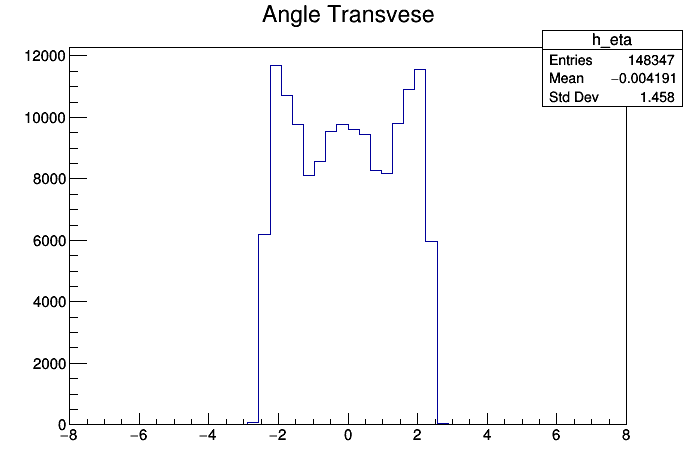 Angle Transvese
h_eta
Entries 148347
Mean −0.004191
Std Dev 1.458
12000
10000
8000
6000
4000
2000
0
−8 −6 −4 −2 0 2 4 6 8